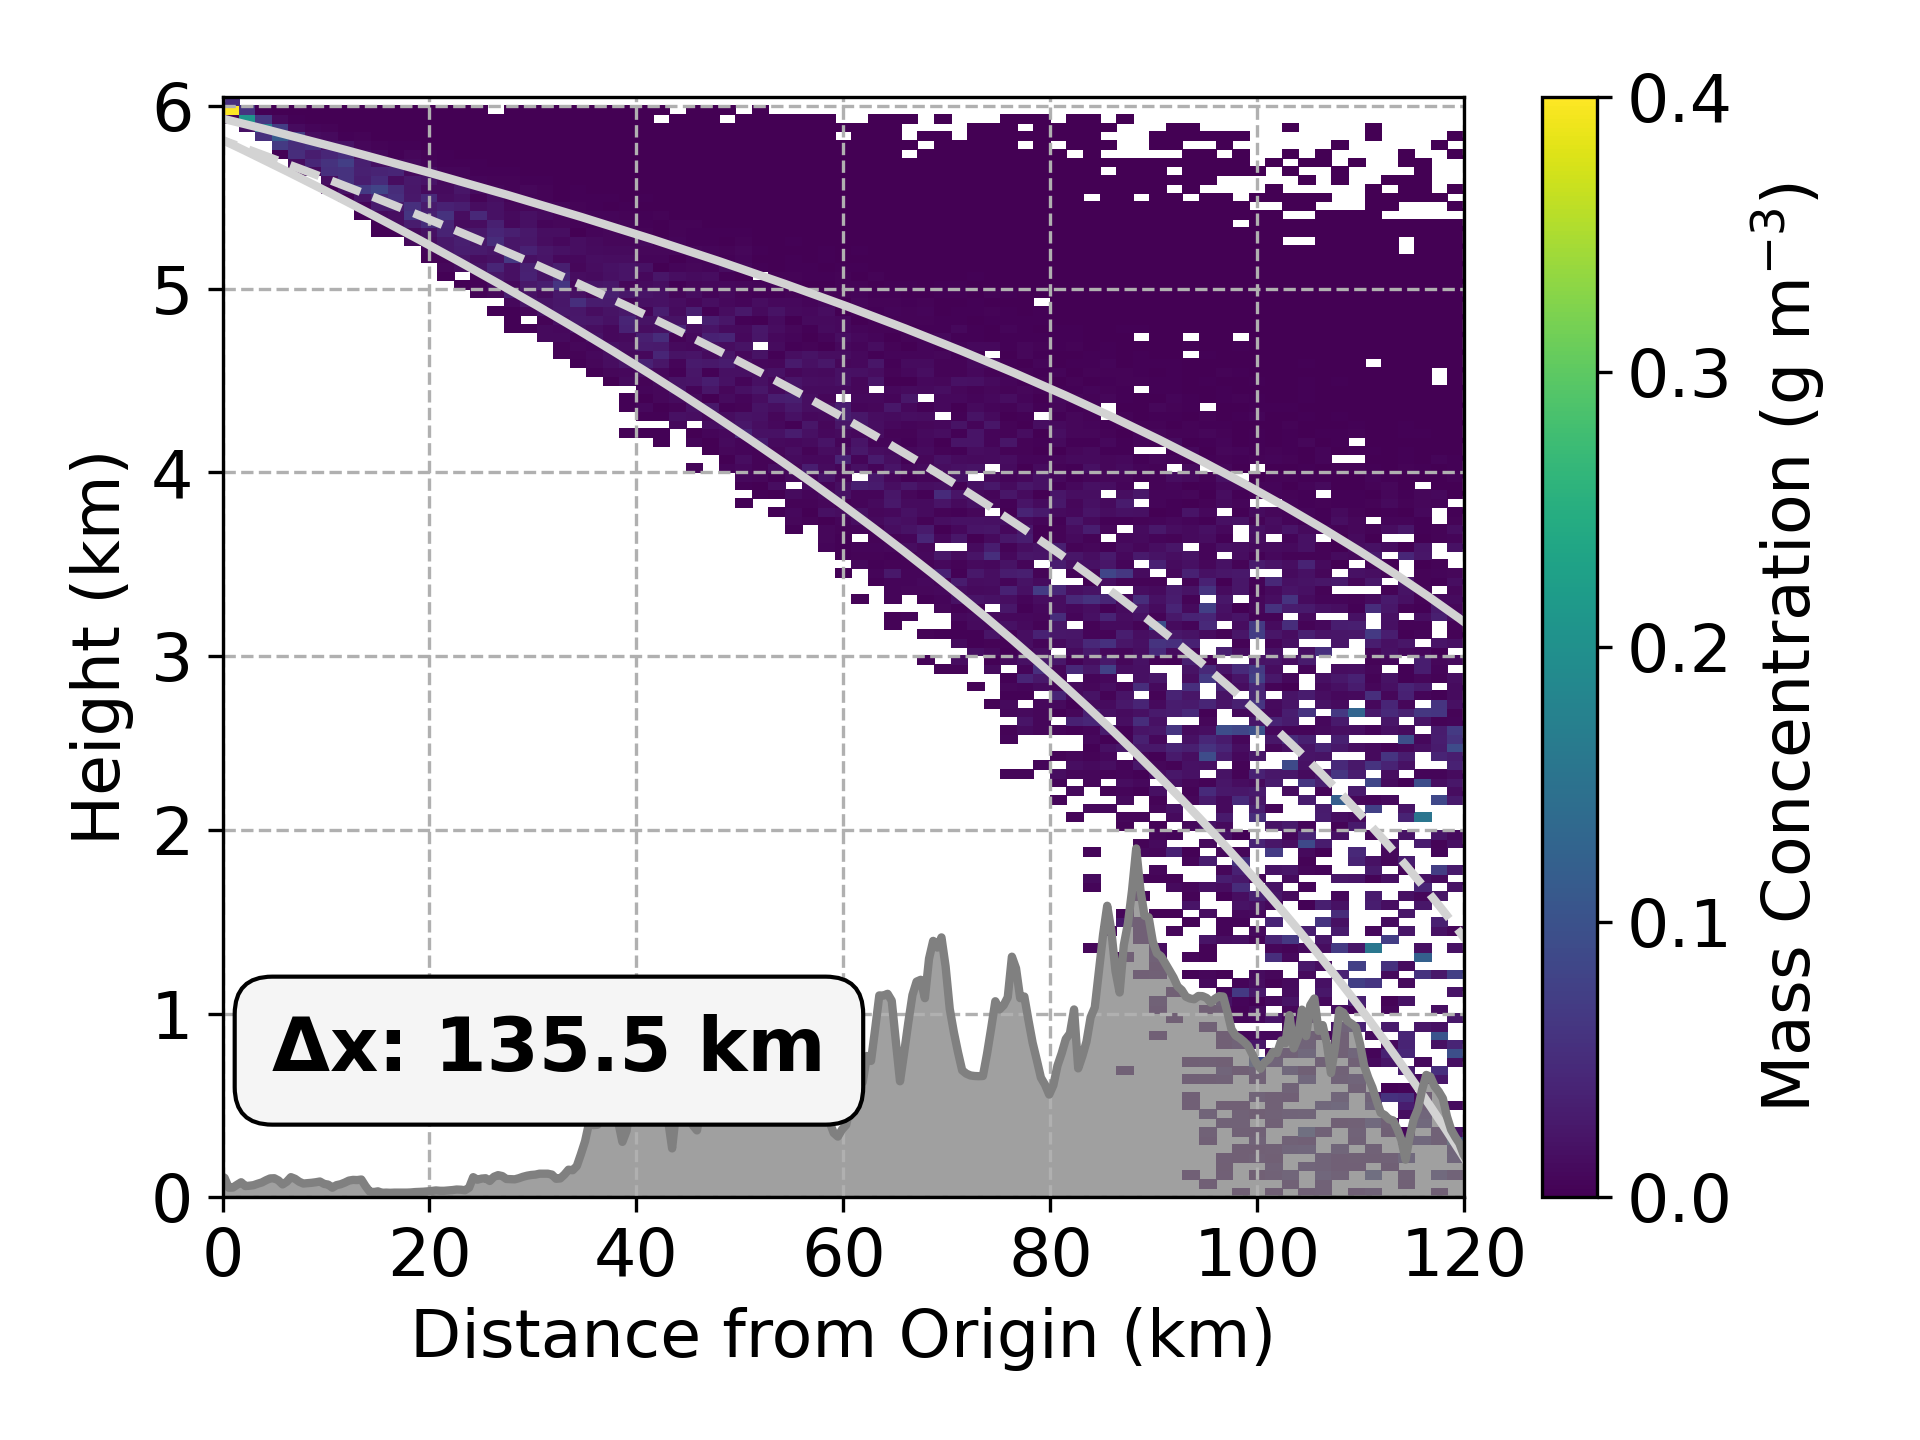 6
5
4
3
2
1
0
Height (km)
Δx: 135.5 km
0 20 40 60 80 100 120
Distance from Origin (km)
0.4
0.3
0.2
0.1
0.0
Mass Concentration (g m⁻³)